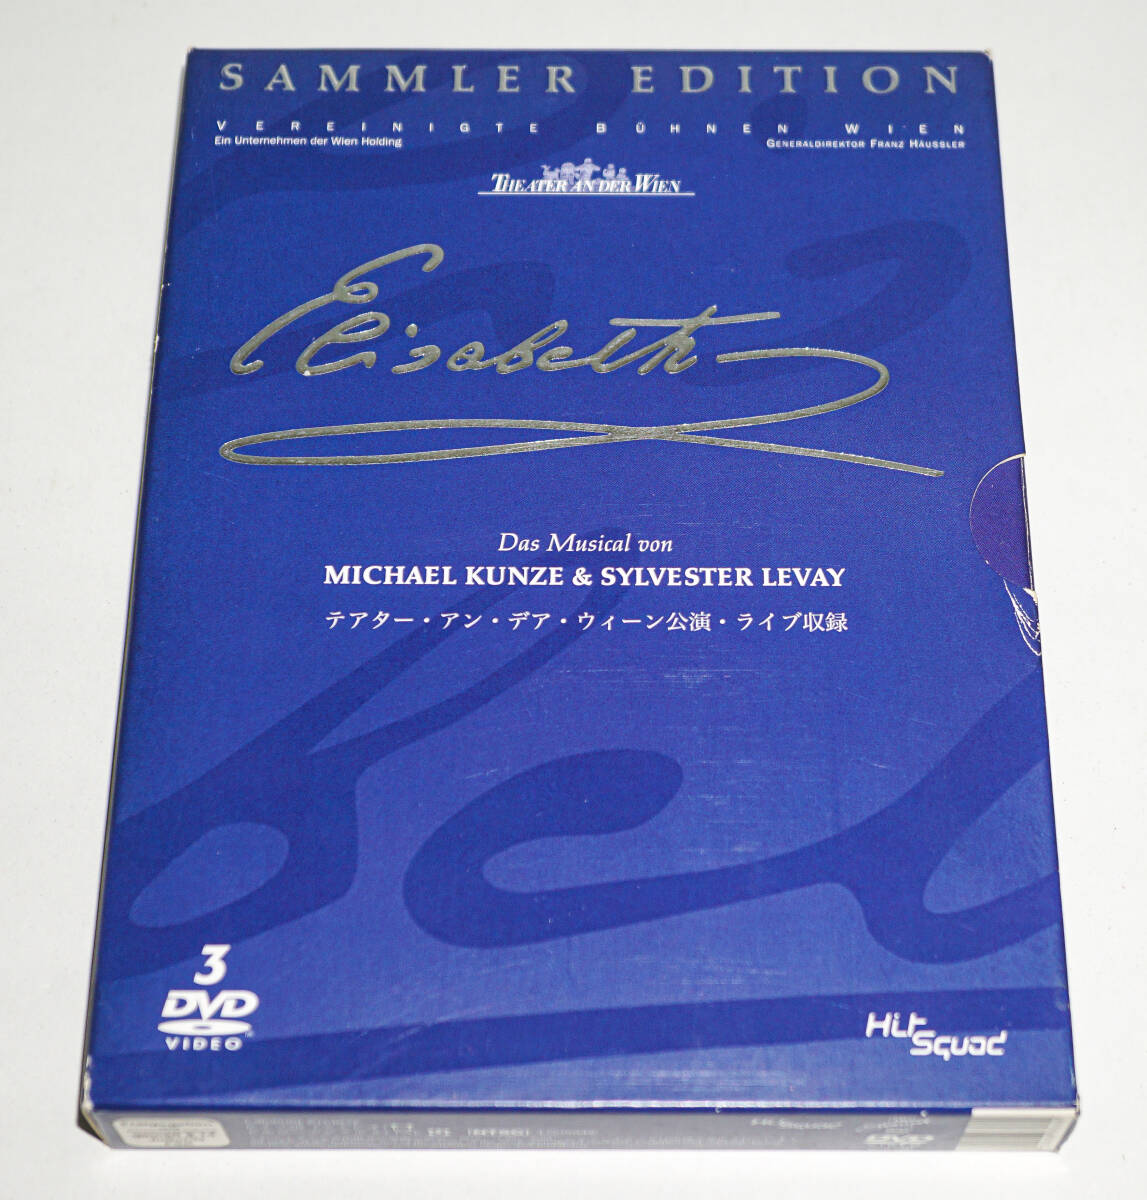 SAMMLER EDITION
VEREINIGTE BÜHNEN WIEN
Ein Unternehmen der Wien Holding
GENERALDIREKTOR FRANZ HÄUSSLER
THEATER AN DER WIEN
Elisabeth
Das Musical von
MICHAEL KUNZE & SYLVESTER LEVAY
テアター・アン・デア・ウィーン公演・ライブ収録
3
DVD
VIDEO
Hit
Squad